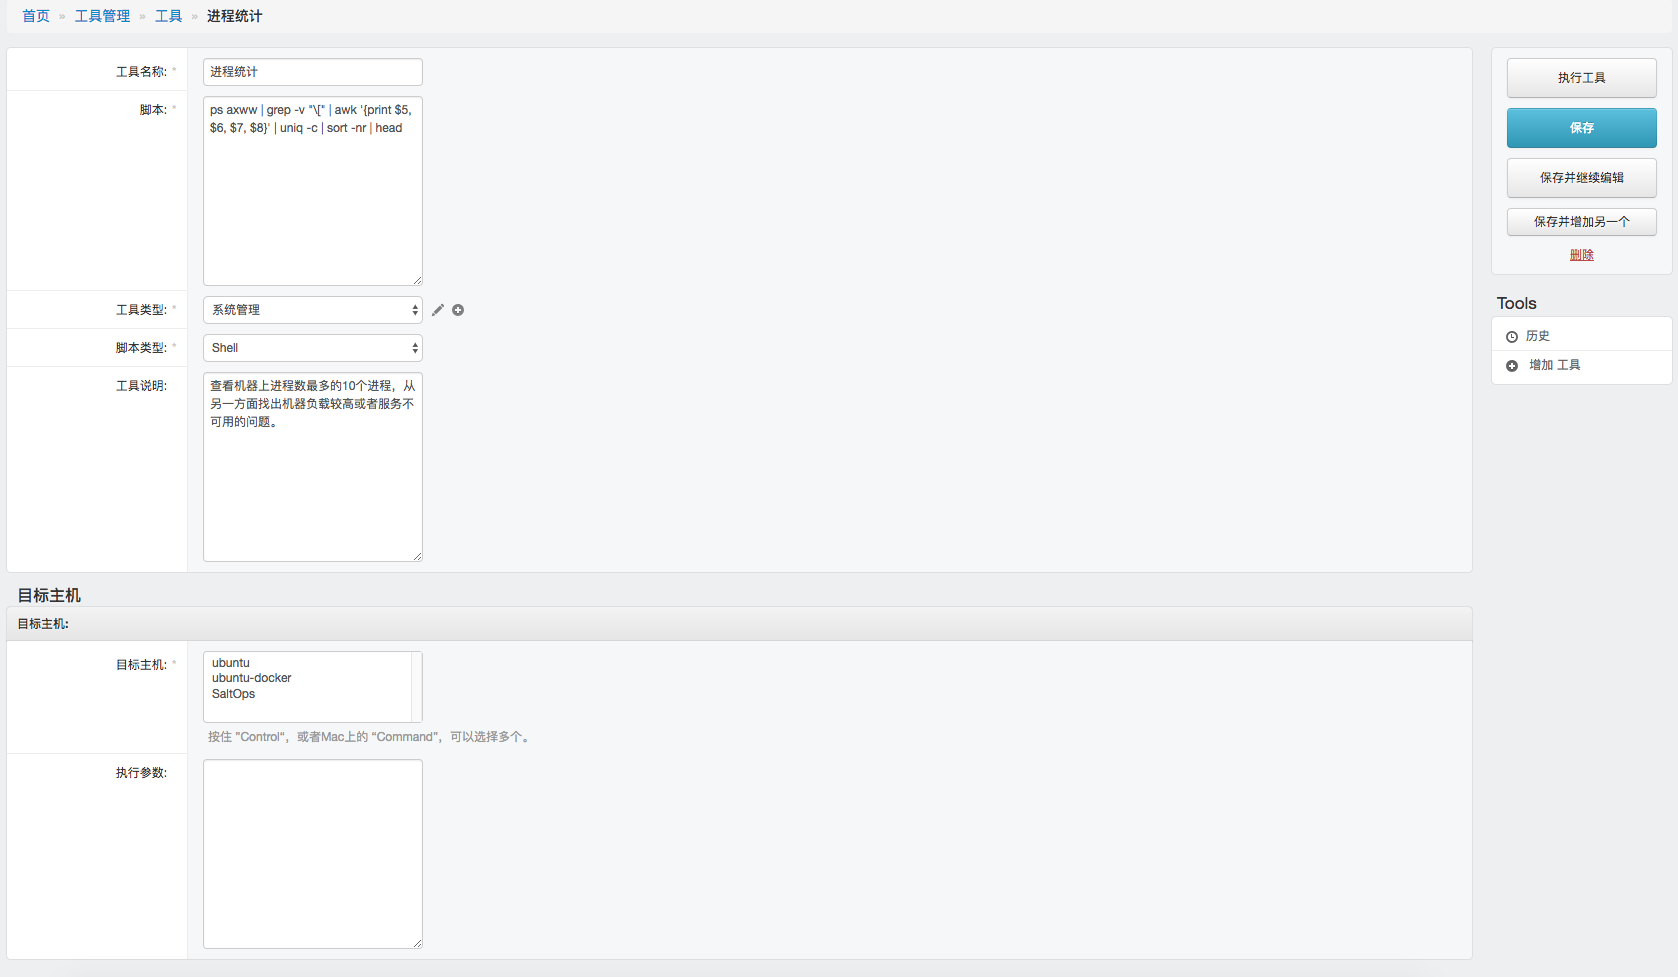 首页 » 工具管理 » 工具 » 进程统计
工具名称: *
进程统计
脚本: *
ps axww | grep -v "\[" | awk '{print $5,
$6, $7, $8}' | uniq -c | sort -nr | head
工具类型: *
系统管理
脚本类型: *
Shell
工具说明:
查看机器上进程数最多的10个进程，从
另一方面找出机器负载较高或者服务不
可用的问题。
目标主机
目标主机:
目标主机: *
ubuntu
ubuntu-docker
SaltOps
按住 ”Control“，或者Mac上的 “Command”，可以选择多个。
执行参数:
执行工具
保存
保存并继续编辑
保存并增加另一个
删除
Tools
历史
增加 工具